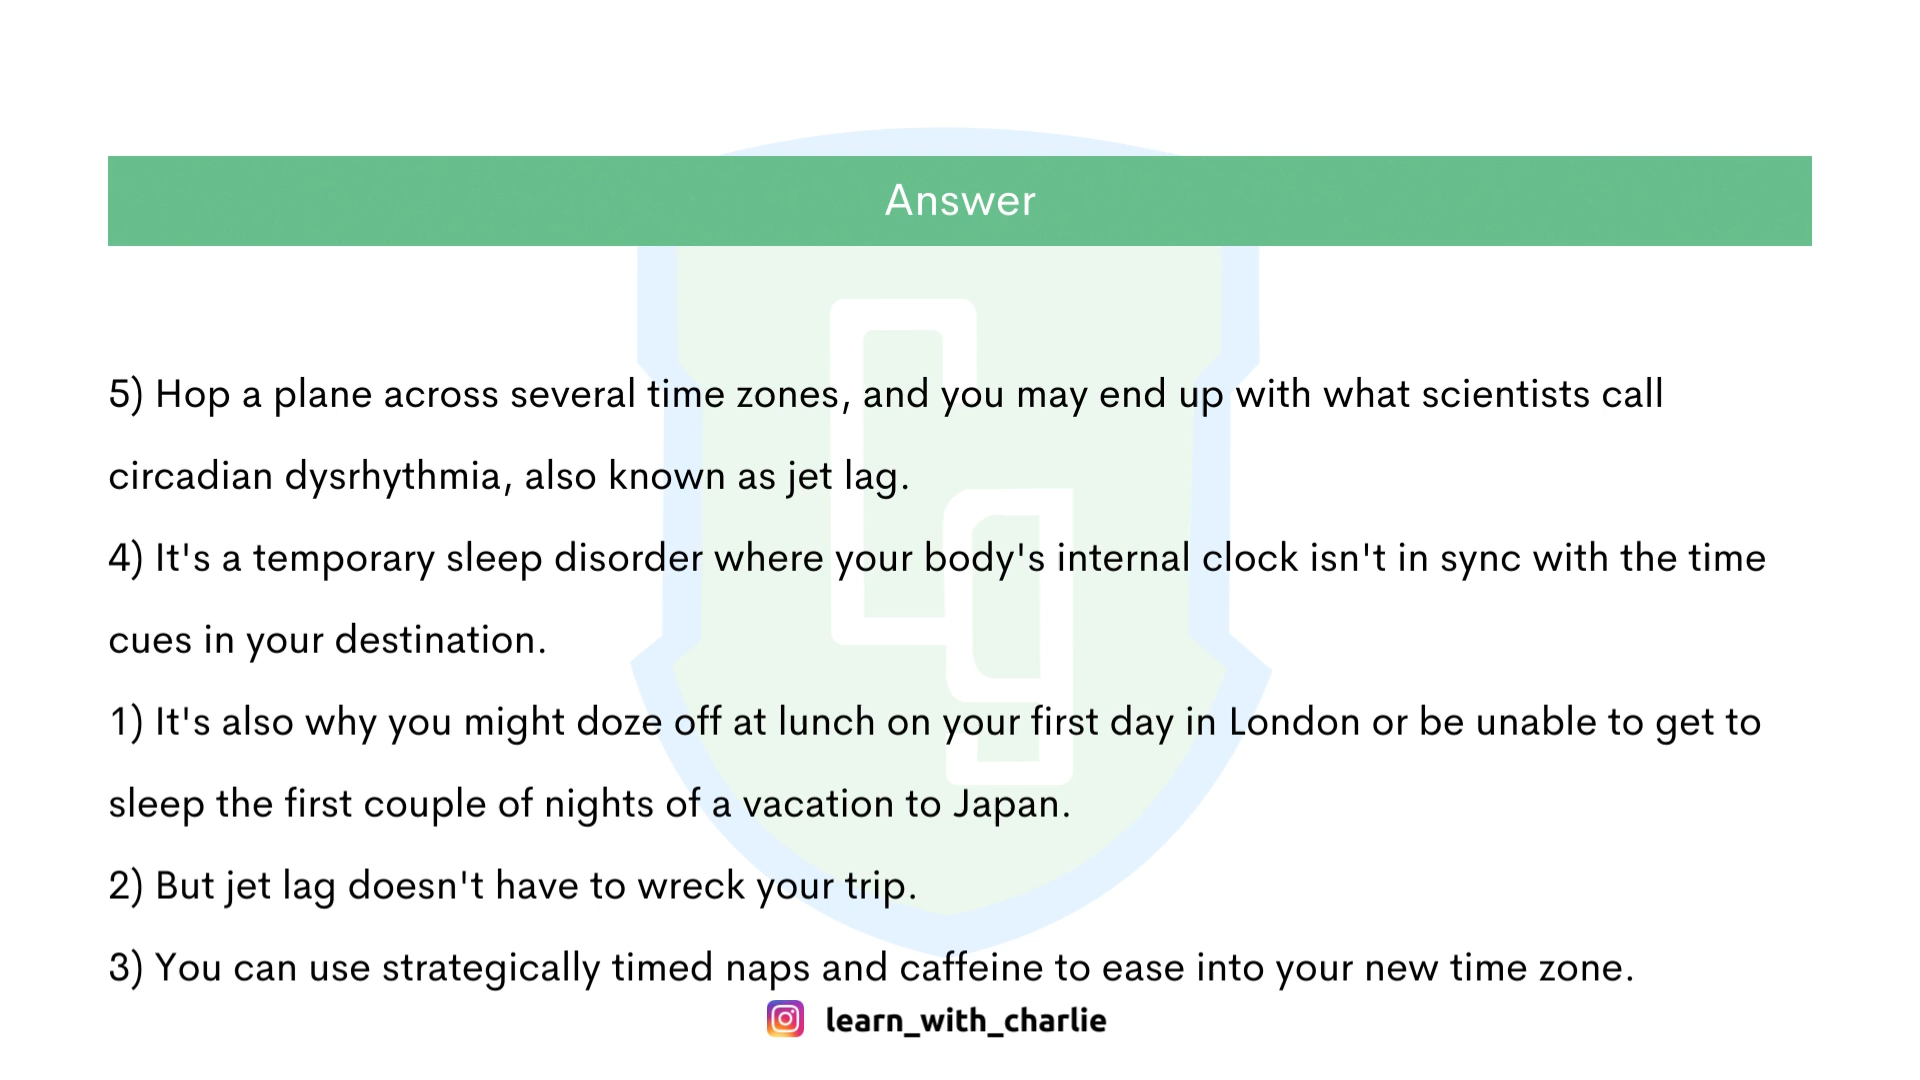 Answer
5) Hop a plane across several time zones, and you may end up with what scientists call
circadian dysrhythmia, also known as jet lag.
4) It's a temporary sleep disorder where your body's internal clock isn't in sync with the time
cues in your destination.
1) It's also why you might doze off at lunch on your first day in London or be unable to get to
sleep the first couple of nights of a vacation to Japan.
2) But jet lag doesn't have to wreck your trip.
3) You can use strategically timed naps and caffeine to ease into your new time zone.
learn_with_charlie